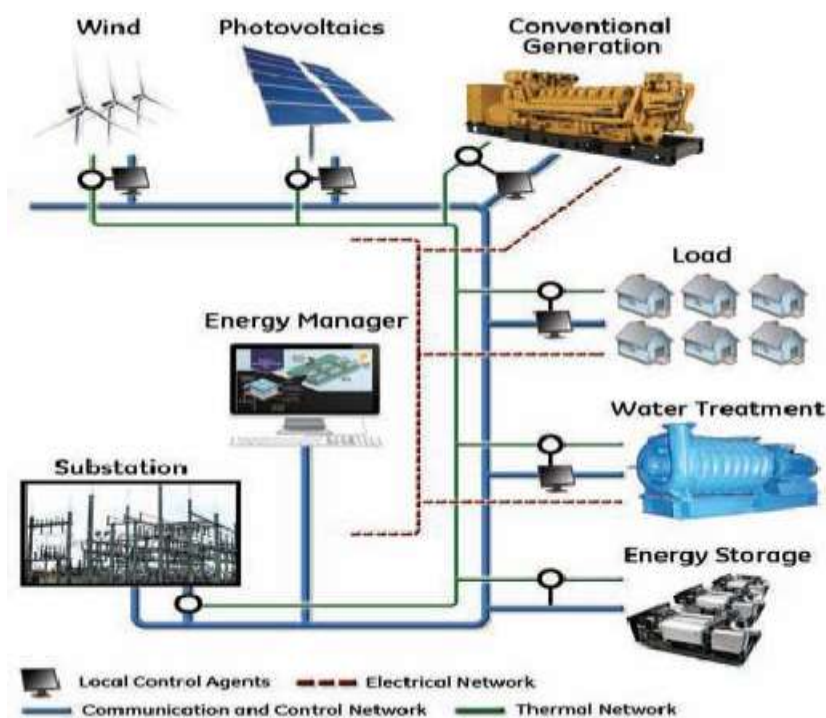 Wind
Photovoltaics
Conventional
Generation
Load
Energy Manager
Water Treatment
Substation
Energy Storage
Local Control Agents
Electrical Network
Communication and Control Network
Thermal Network